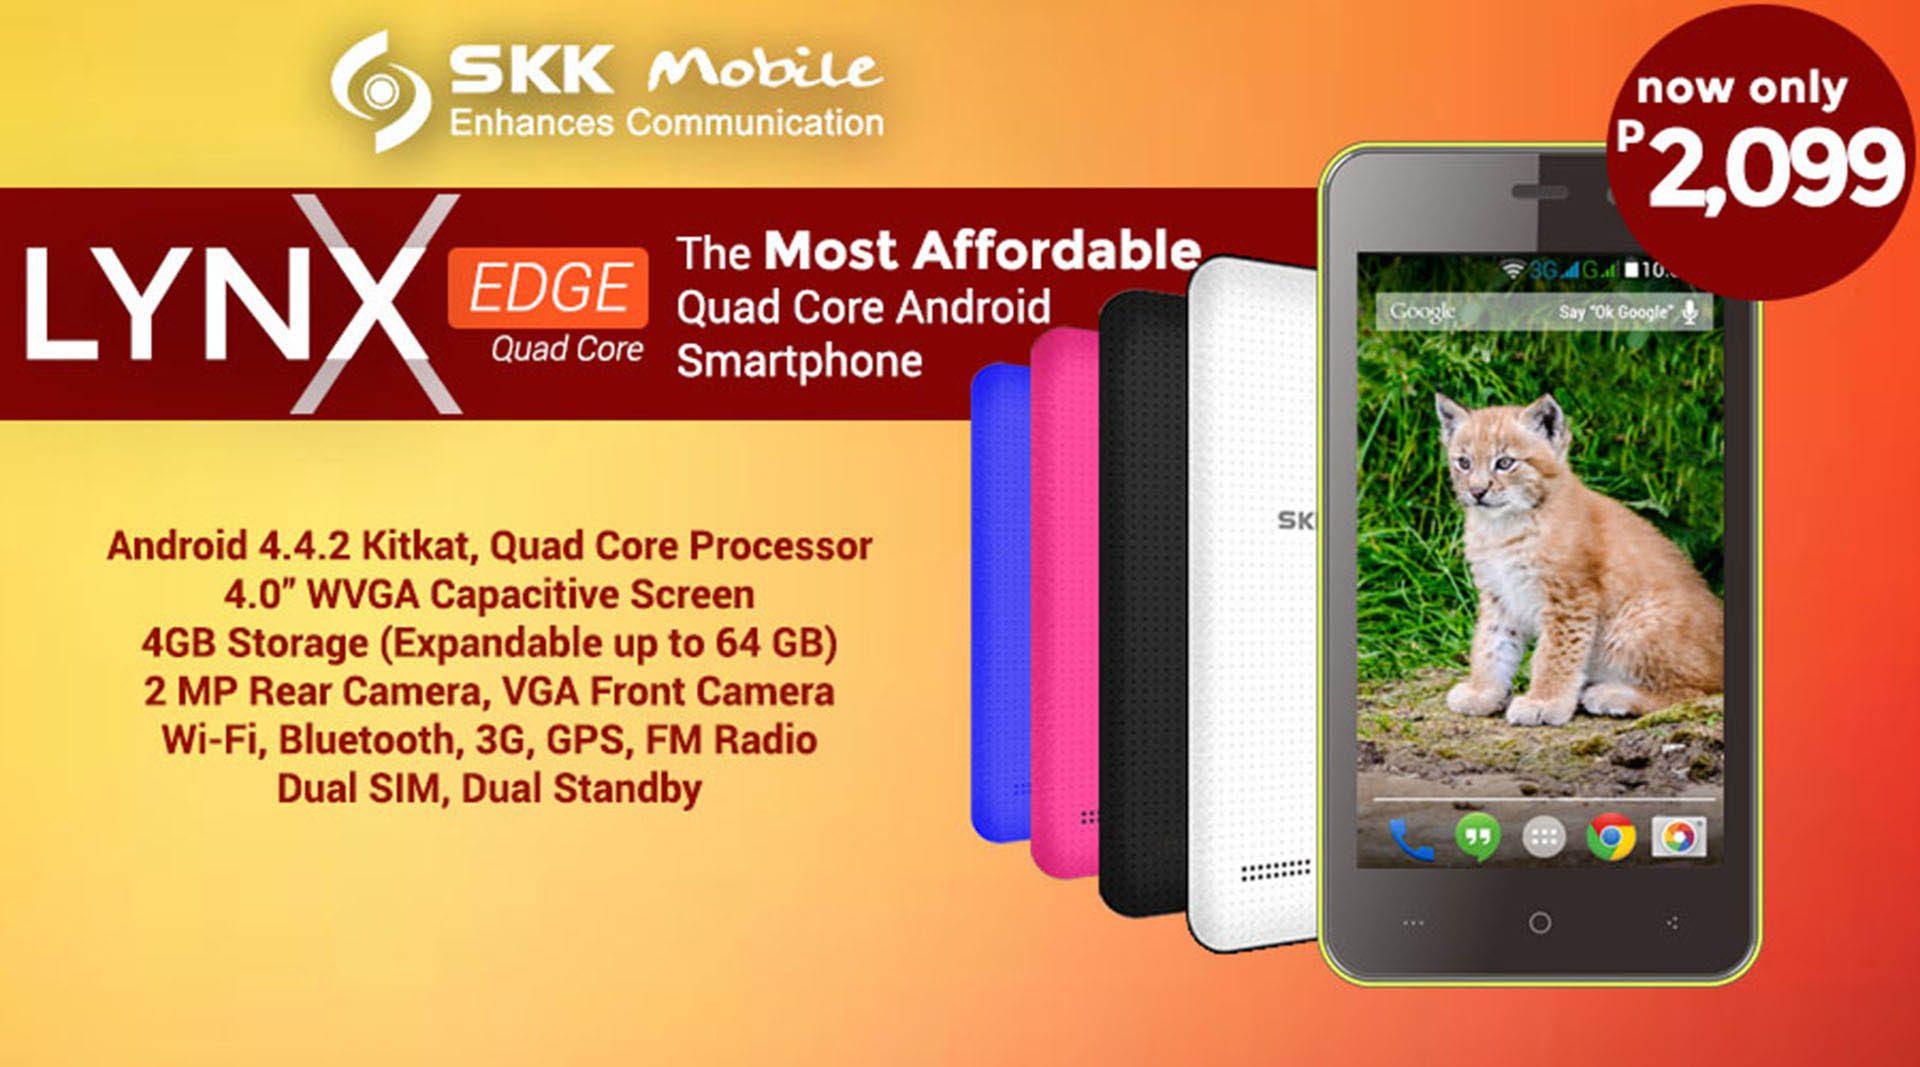 SKK Mobile
Enhances Communication
now only
P2,099
LYNX
EDGE
Quad Core
The Most Affordable
Quad Core Android
Smartphone
3G G 10:
Google Say "Ok Google"
SK
Android 4.4.2 Kitkat, Quad Core Processor
4.0” WVGA Capacitive Screen
4GB Storage (Expandable up to 64 GB)
2 MP Rear Camera, VGA Front Camera
Wi-Fi, Bluetooth, 3G, GPS, FM Radio
Dual SIM, Dual Standby